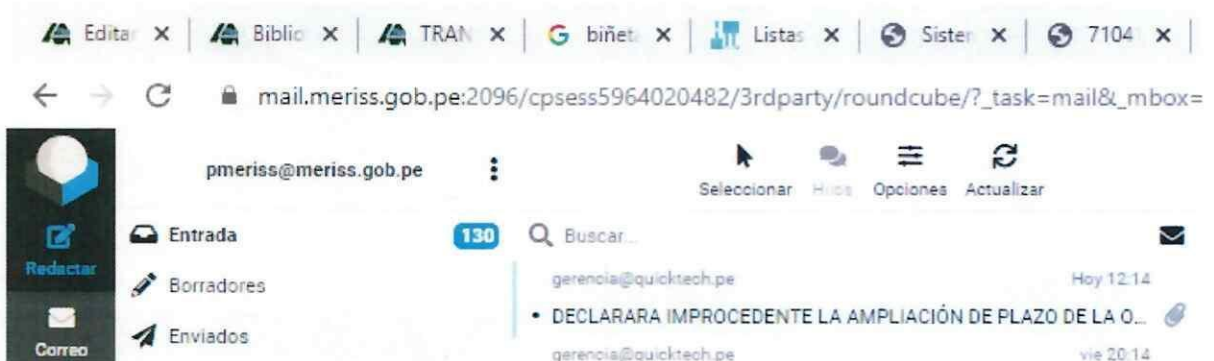 Editar Biblio TRAN G biñeta Listas Sister 7104
mail.meriss.gob.pe:2096/cpsess5964020482/3rdparty/roundcube/?_task=mail&_mbox=
pmeriss@meriss.gob.pe
Seleccionar Hilos Opciones Actualizar
Entrada 130
Buscar...
Redactar
Borradores
gerencia@quicktech.pe Hoy 12:14
• DECLARARA IMPROCEDENTE LA AMPLIACIÓN DE PLAZO DE LA O...
Correo
Enviados
gerencia@quicktech.pe vie 20:14